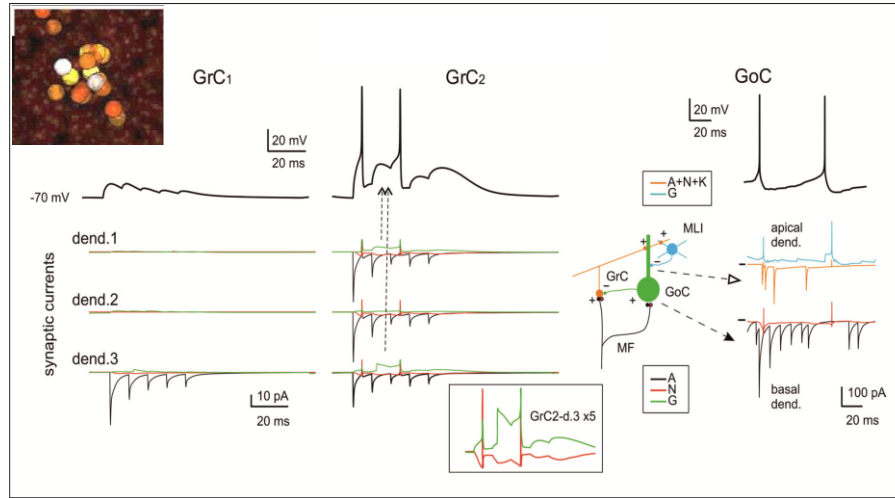 GrC1
GrC2
GoC
20 mV
20 ms
20 mV
20 ms
-70 mV
A+N+K
G
synaptic currents
dend.1
dend.2
dend.3
10 pA
20 ms
GrC2-d.3 x5
+
+
MLI
-
GrC
-
+
+
GoC
MF
A
N
G
apical
dend.
basal
dend.
100 pA
20 ms